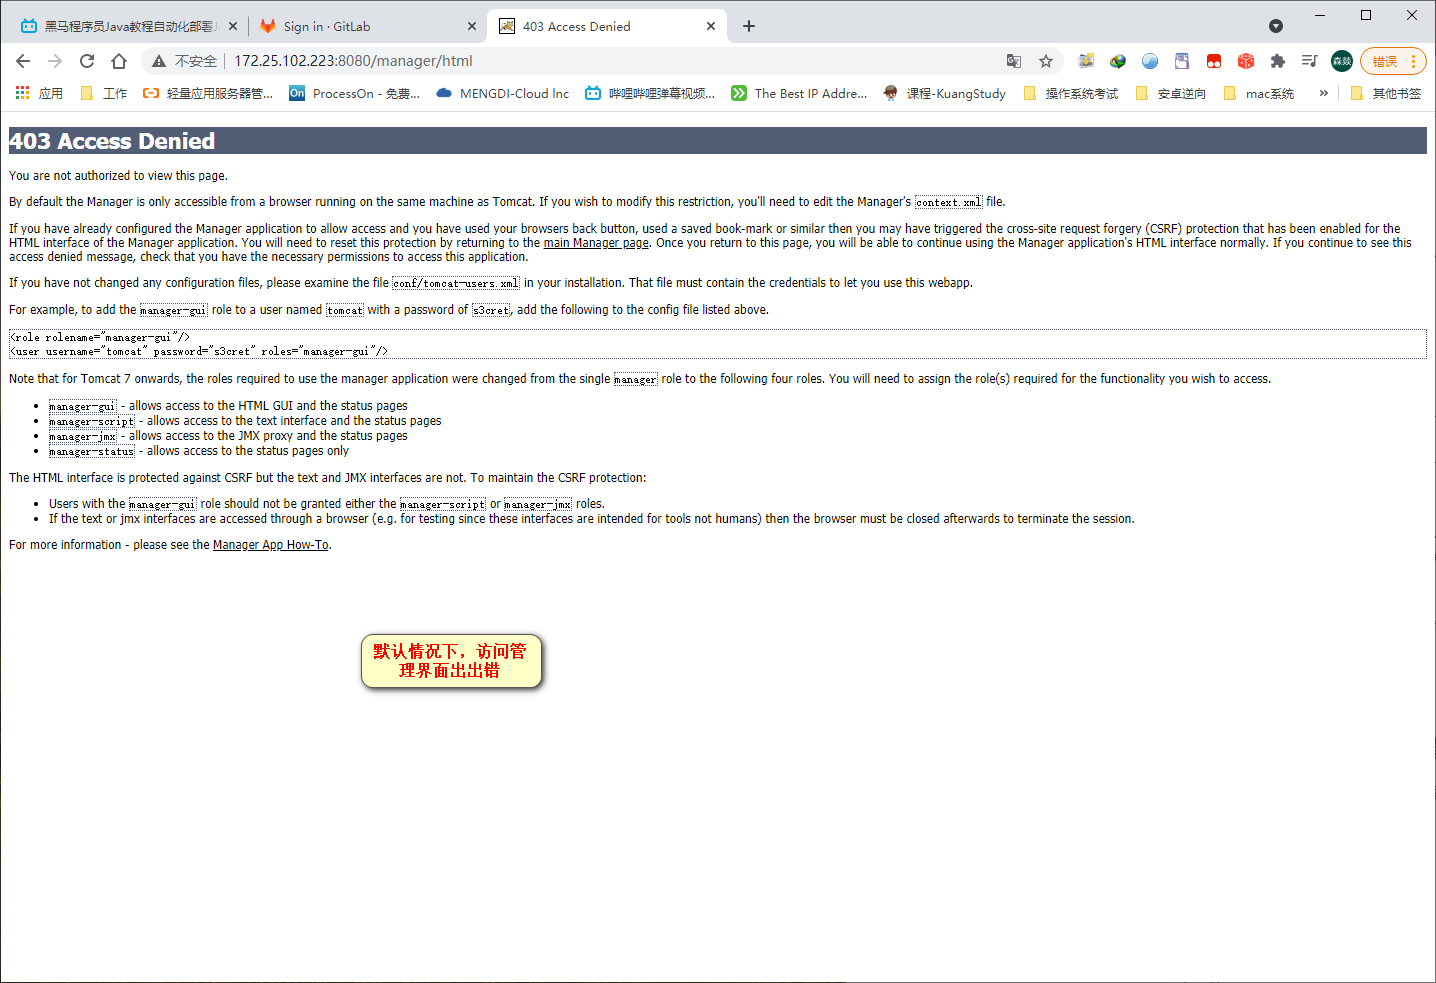 黑马程序员Java教程自动化部署
Sign in · GitLab
403 Access Denied
不安全
172.25.102.223:8080/manager/html
森燚
错误
应用
工作
轻量应用服务器管...
On
ProcessOn - 免费...
MENGDI-Cloud lnc
哔哩哔哩弹幕视频...
The Best IP Addre...
课程-KuangStudy
操作系统考试
安卓逆向
mac系统
»
其他书签
403 Access Denied
You are not authorized to view this page.
By default the Manager is only accessible from a browser running on the same machine as Tomcat. If you wish to modify this restriction, you'll need to edit the Manager's context.xml file.
If you have already configured the Manager application to allow access and you have used your browsers back button, used a saved book-mark or similar then you may have triggered the cross-site request forgery (CSRF) protection that has been enabled for the
HTML interface of the Manager application. You will need to reset this protection by returning to the main Manager page. Once you return to this page, you will be able to continue using the Manager application's HTML interface normally. If you continue to see this
access denied message, check that you have the necessary permissions to access this application.
If you have not changed any configuration files, please examine the file conf/tomcat-users.xml in your installation. That file must contain the credentials to let you use this webapp.
For example, to add the manager-gui role to a user named tomcat with a password of s3cret, add the following to the config file listed above.
<role rolename="manager-gui"/>
<user username="tomcat" password="s3cret" roles="manager-gui"/>
Note that for Tomcat 7 onwards, the roles required to use the manager application were changed from the single manager role to the following four roles. You will need to assign the role(s) required for the functionality you wish to access.
• manager-gui - allows access to the HTML GUI and the status pages
• manager-script - allows access to the text interface and the status pages
• manager-jmx - allows access to the JMX proxy and the status pages
• manager-status - allows access to the status pages only
The HTML interface is protected against CSRF but the text and JMX interfaces are not. To maintain the CSRF protection:
• Users with the manager-gui role should not be granted either the manager-script or manager-jmx roles.
• If the text or jmx interfaces are accessed through a browser (e.g. for testing since these interfaces are intended for tools not humans) then the browser must be closed afterwards to terminate the session.
For more information - please see the Manager App How-To.
默认情况下，访问管
理界面出出错